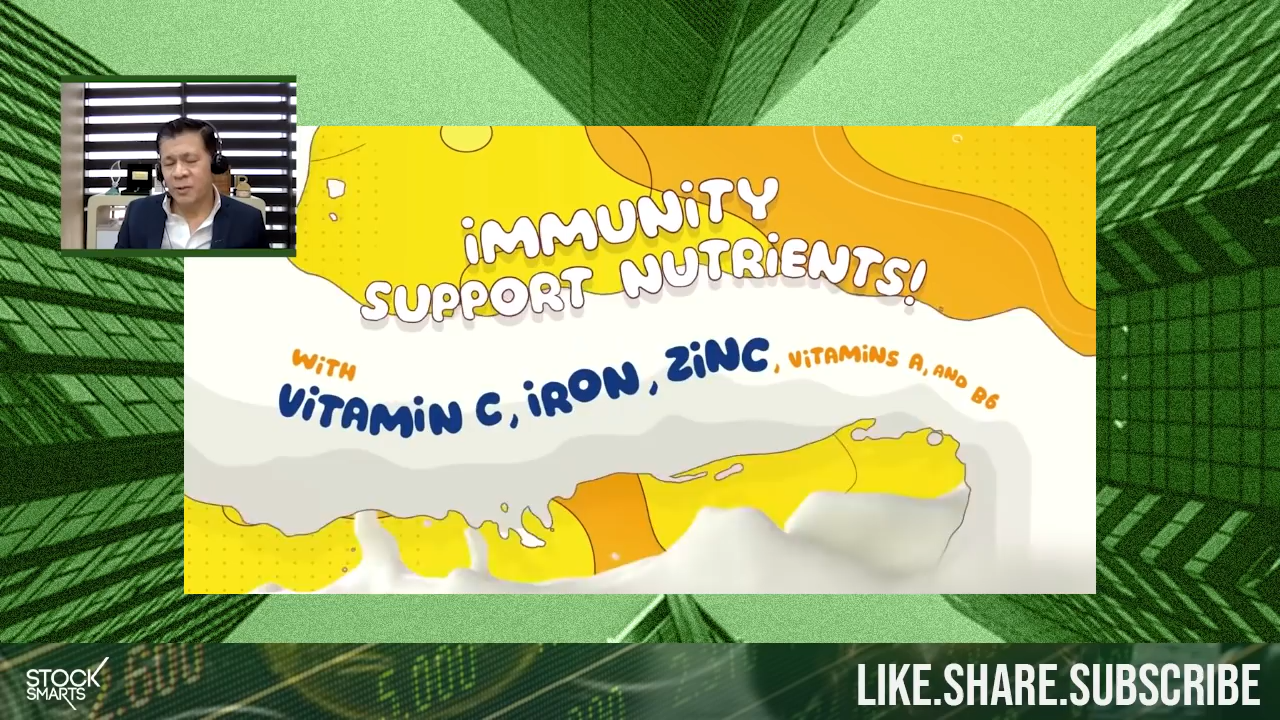 iMMUNiTY
SUPPORT NUTRiENTS!
WiTH
ViTAMiN C, iRON, ZiNC, ViTAMiNS A, AND B6
STOCK
SMARTS
LIKE.SHARE.SUBSCRIBE